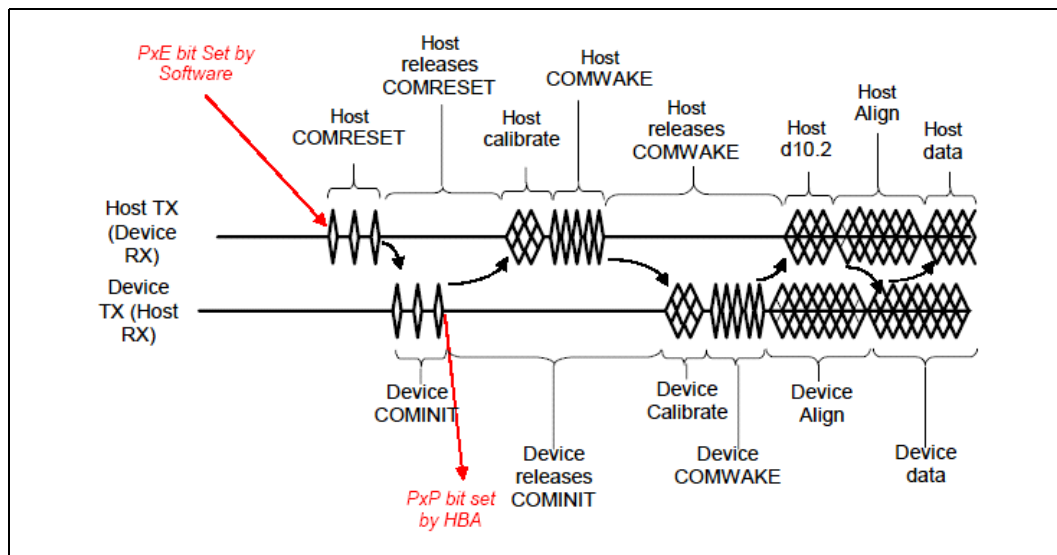 PxE bit Set by
Software
Host
COMRESET
Host
releases
COMRESET
Host
calibrate
Host
COMWAKE
Host
releases
COMWAKE
Host
d10.2
Host
Align
Host
data
Host TX
(Device
RX)
Device
TX (Host
RX)
Device
COMINIT
Device
releases
COMINIT
Device
Calibrate
Device
COMWAKE
Device
Align
Device
data
PxP bit set
by HBA